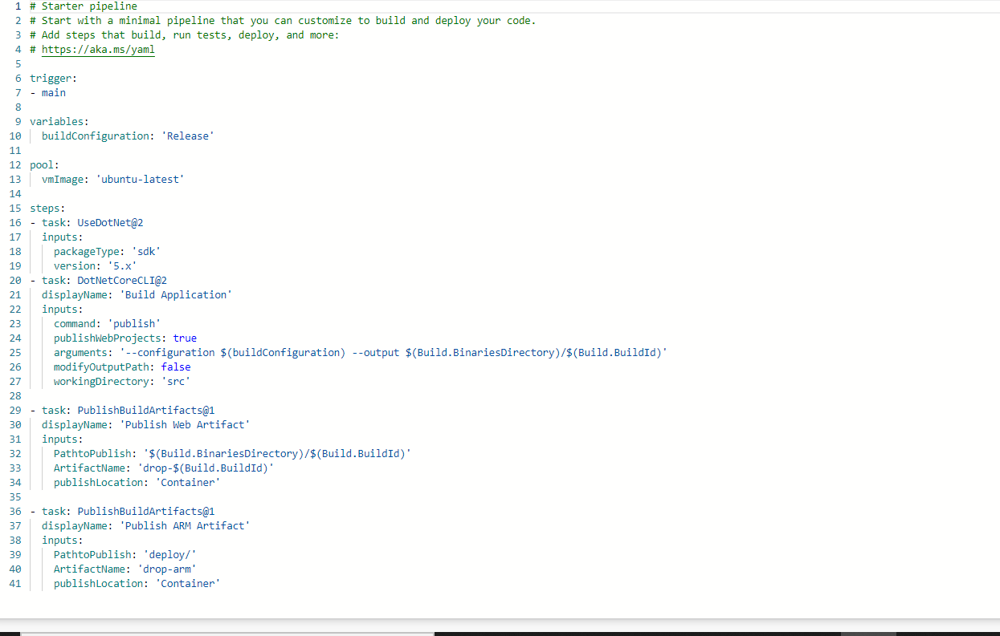 1 # Starter pipeline
2 # Start with a minimal pipeline that you can customize to build and deploy your code.
3 # Add steps that build, run tests, deploy, and more:
4 # https://aka.ms/yaml
5
6 trigger:
7 - main
8
9 variables:
10   buildConfiguration: 'Release'
11
12 pool:
13   vmImage: 'ubuntu-latest'
14
15 steps:
16 - task: UseDotNet@2
17   inputs:
18     packageType: 'sdk'
19     version: '5.x'
20 - task: DotNetCoreCLI@2
21   displayName: 'Build Application'
22   inputs:
23     command: 'publish'
24     publishWebProjects: true
25     arguments: '--configuration $(buildConfiguration) --output $(Build.BinariesDirectory)/$(Build.BuildId)'
26     modifyOutputPath: false
27     workingDirectory: 'src'
28
29 - task: PublishBuildArtifacts@1
30   displayName: 'Publish Web Artifact'
31   inputs:
32     PathtoPublish: '$(Build.BinariesDirectory)/$(Build.BuildId)'
33     ArtifactName: 'drop-$(Build.BuildId)'
34     publishLocation: 'Container'
35
36 - task: PublishBuildArtifacts@1
37   displayName: 'Publish ARM Artifact'
38   inputs:
39     PathtoPublish: 'deploy/'
40     ArtifactName: 'drop-arm'
41     publishLocation: 'Container'